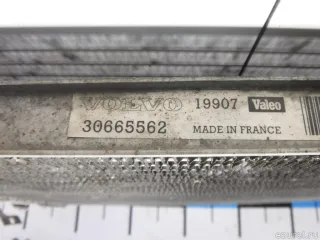 VOLVO 19907 Valeo
30665562 MADE IN FRANCE